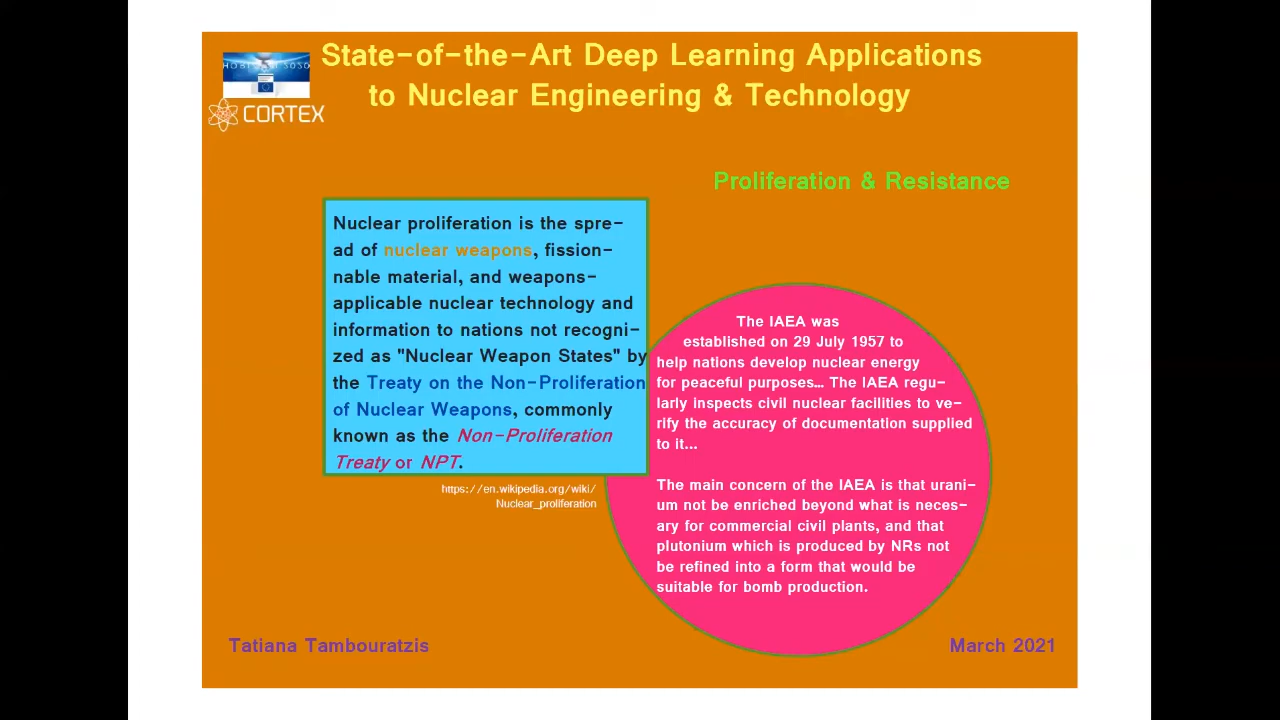 HORIZON 2020
CORTEX
State-of-the-Art Deep Learning Applications
to Nuclear Engineering & Technology
Proliferation & Resistance
Nuclear proliferation is the spre-
ad of nuclear weapons, fission-
nable material, and weapons-
applicable nuclear technology and
information to nations not recogni-
zed as "Nuclear Weapon States" by
the Treaty on the Non-Proliferation
of Nuclear Weapons, commonly
known as the Non-Proliferation
Treaty or NPT.
https://en.wikipedia.org/wiki/
Nuclear_proliferation
The IAEA was
established on 29 July 1957 to
help nations develop nuclear energy
for peaceful purposes... The IAEA regu-
larly inspects civil nuclear facilities to ve-
rify the accuracy of documentation supplied
to it...
The main concern of the IAEA is that urani-
um not be enriched beyond what is neces-
ary for commercial civil plants, and that
plutonium which is produced by NRs not
be refined into a form that would be
suitable for bomb production.
Tatiana Tambouratzis
March 2021